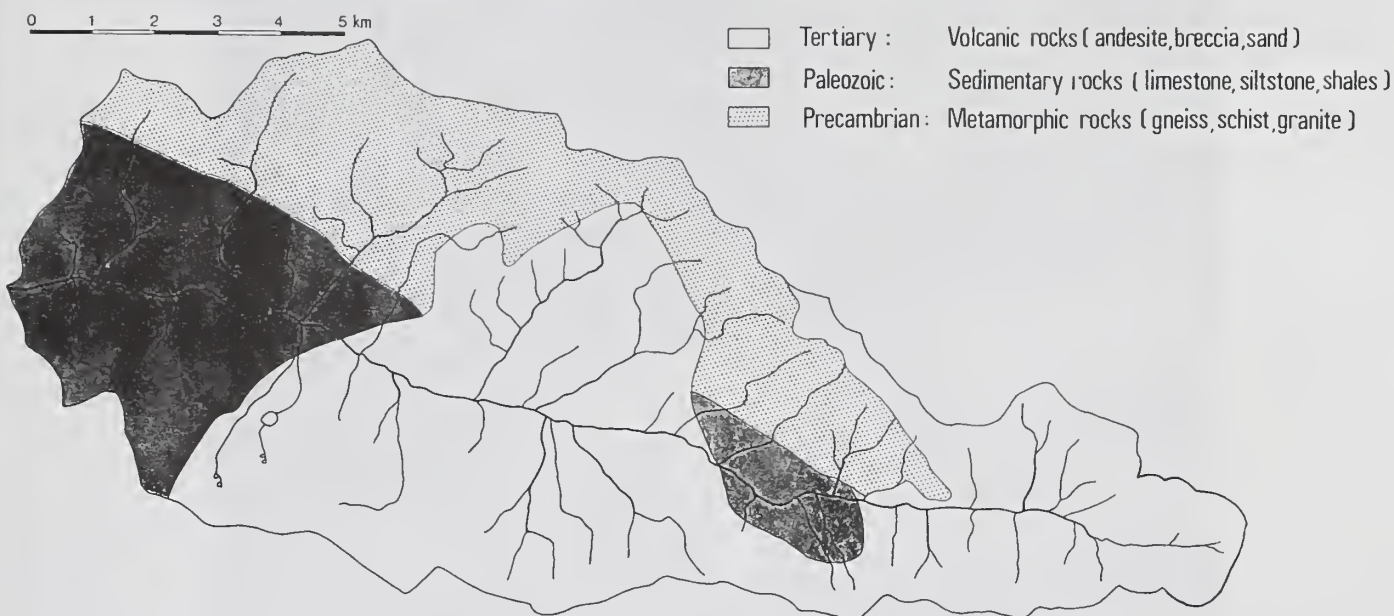 0 1 2 3 4 5 km
Tertiary : Volcanic rocks ( andesite, breccia, sand )
Paleozoic : Sedimentary rocks ( limestone, siltstone, shales )
Precambrian : Metamorphic rocks ( gneiss, schist, granite )